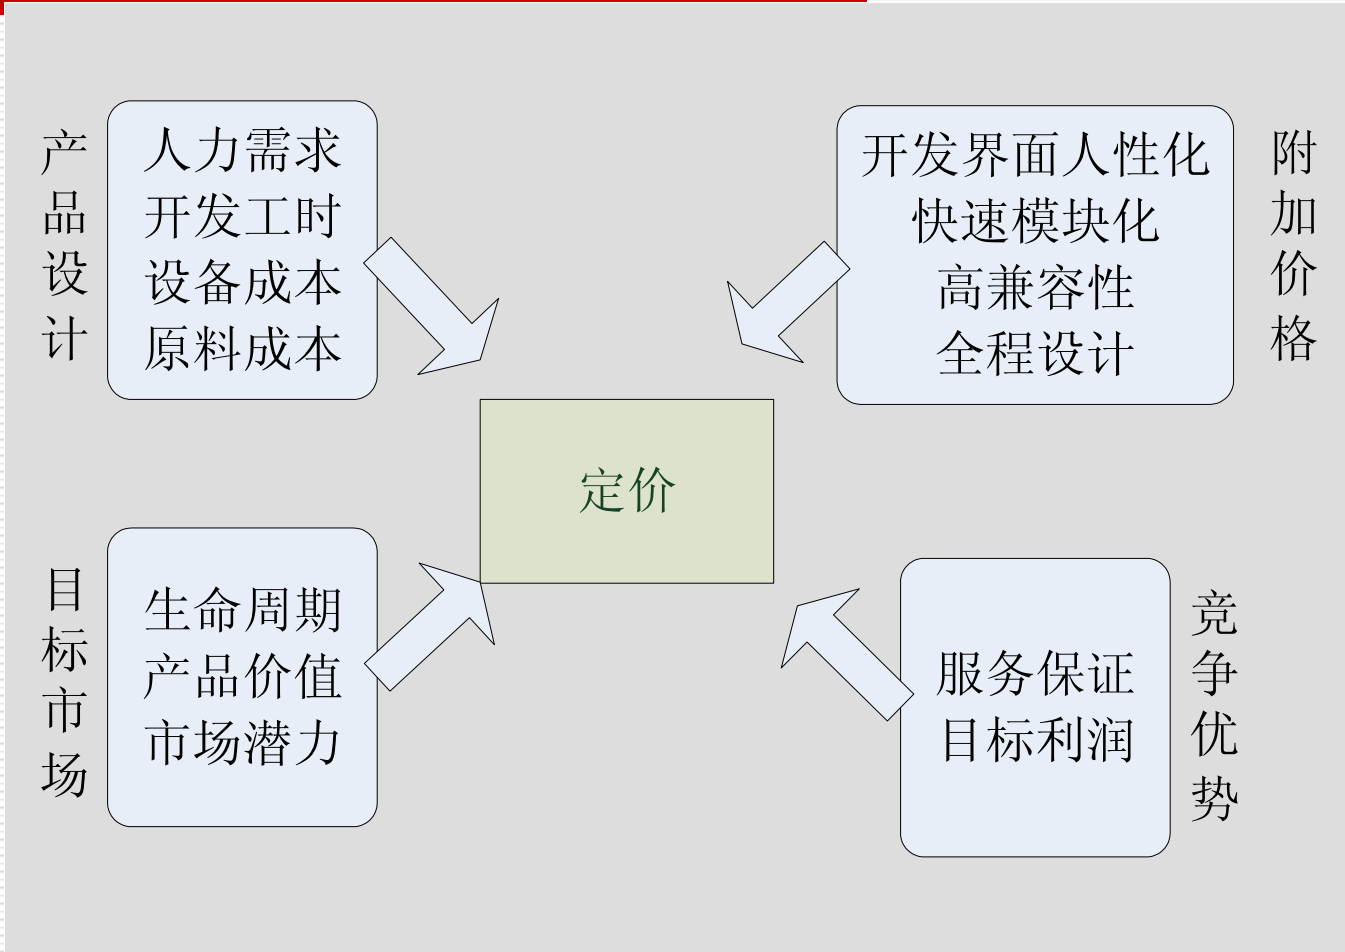 产品设计
人力需求
开发工时
设备成本
原料成本
开发界面人性化
快速模块化
高兼容性
全程设计
附加价格
定价
目标市场
生命周期
产品价值
市场潜力
服务保证
目标利润
竞争优势